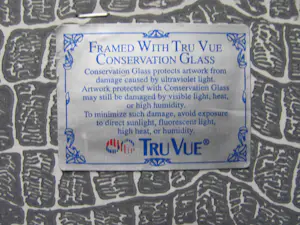 FRAMED WITH TRU VUE
CONSERVATION GLASS
Conservation Glass protects artwork from
damage caused by ultraviolet light.
Artwork protected with Conservation Glass
may still be damaged by visible light, heat,
or high humidity.
To minimize such damage, avoid exposure
to direct sunlight, fluorescent light,
high heat, or humidity.
TRUVUE®